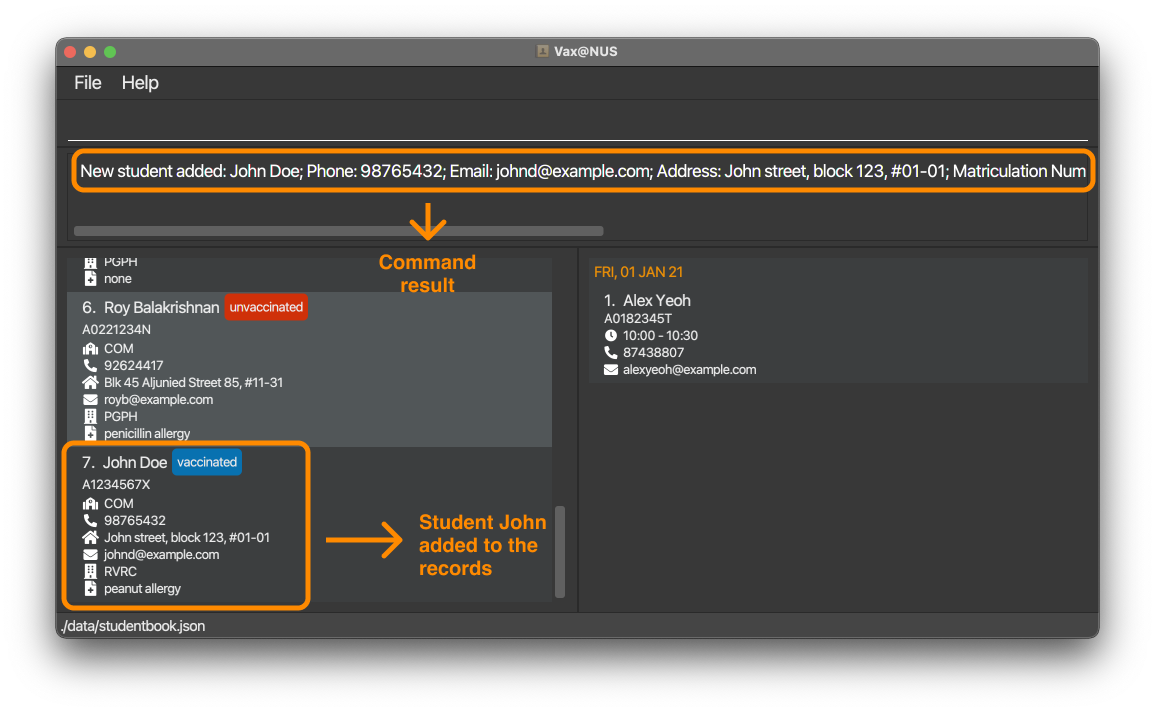 Vax@NUS
File Help
New student added: John Doe; Phone: 98765432; Email: johnd@example.com; Address: John street, block 123, #01-01; Matriculation Num
Command
result
PGPH
none
6. Roy Balakrishnan unvaccinated
A0221234N
COM
92624417
Blk 45 Aljunied Street 85, #11-31
royb@example.com
PGPH
penicillin allergy
7. John Doe vaccinated
A1234567X
COM
98765432
John street, block 123, #01-01
johnd@example.com
RVRC
peanut allergy
Student John
added to the
records
FRI, 01 JAN 21
1. Alex Yeoh
A0182345T
10:00 - 10:30
87438807
alexyeoh@example.com
./data/studentbook.json